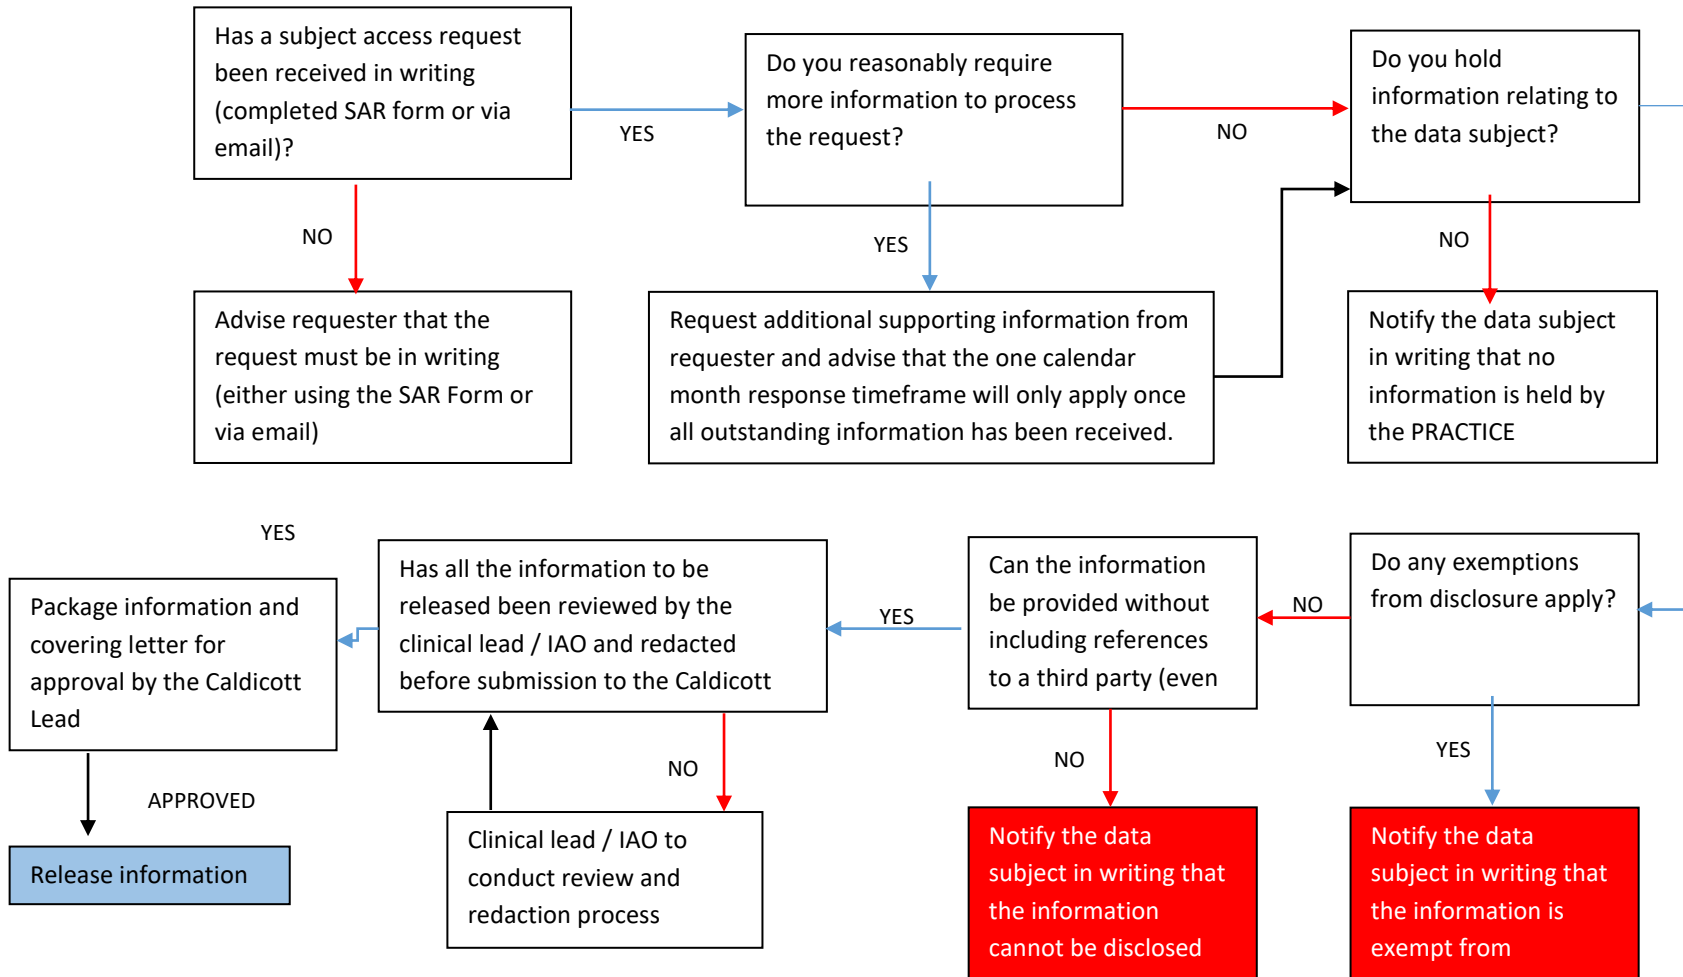 Has a subject access request
been received in writing
(completed SAR form or via
email)?
YES
Do you reasonably require
more information to process
the request?
NO
Do you hold
information relating to
the data subject?
NO
YES
NO
Advise requester that the
request must be in writing
(either using the SAR Form or
via email)
Request additional supporting information from
requester and advise that the one calendar
month response timeframe will only apply once
all outstanding information has been received.
Notify the data subject
in writing that no
information is held by
the PRACTICE
YES
Package information and
covering letter for
approval by the Caldicott
Lead
Has all the information to be
released been reviewed by the
clinical lead / IAO and redacted
before submission to the Caldicott
YES
Can the information
be provided without
including references
to a third party (even
NO
Do any exemptions
from disclosure apply?
APPROVED
NO
NO
YES
Release information
Clinical lead / IAO to
conduct review and
redaction process
Notify the data
subject in writing that
the information
cannot be disclosed
Notify the data
subject in writing that
the information is
exempt from